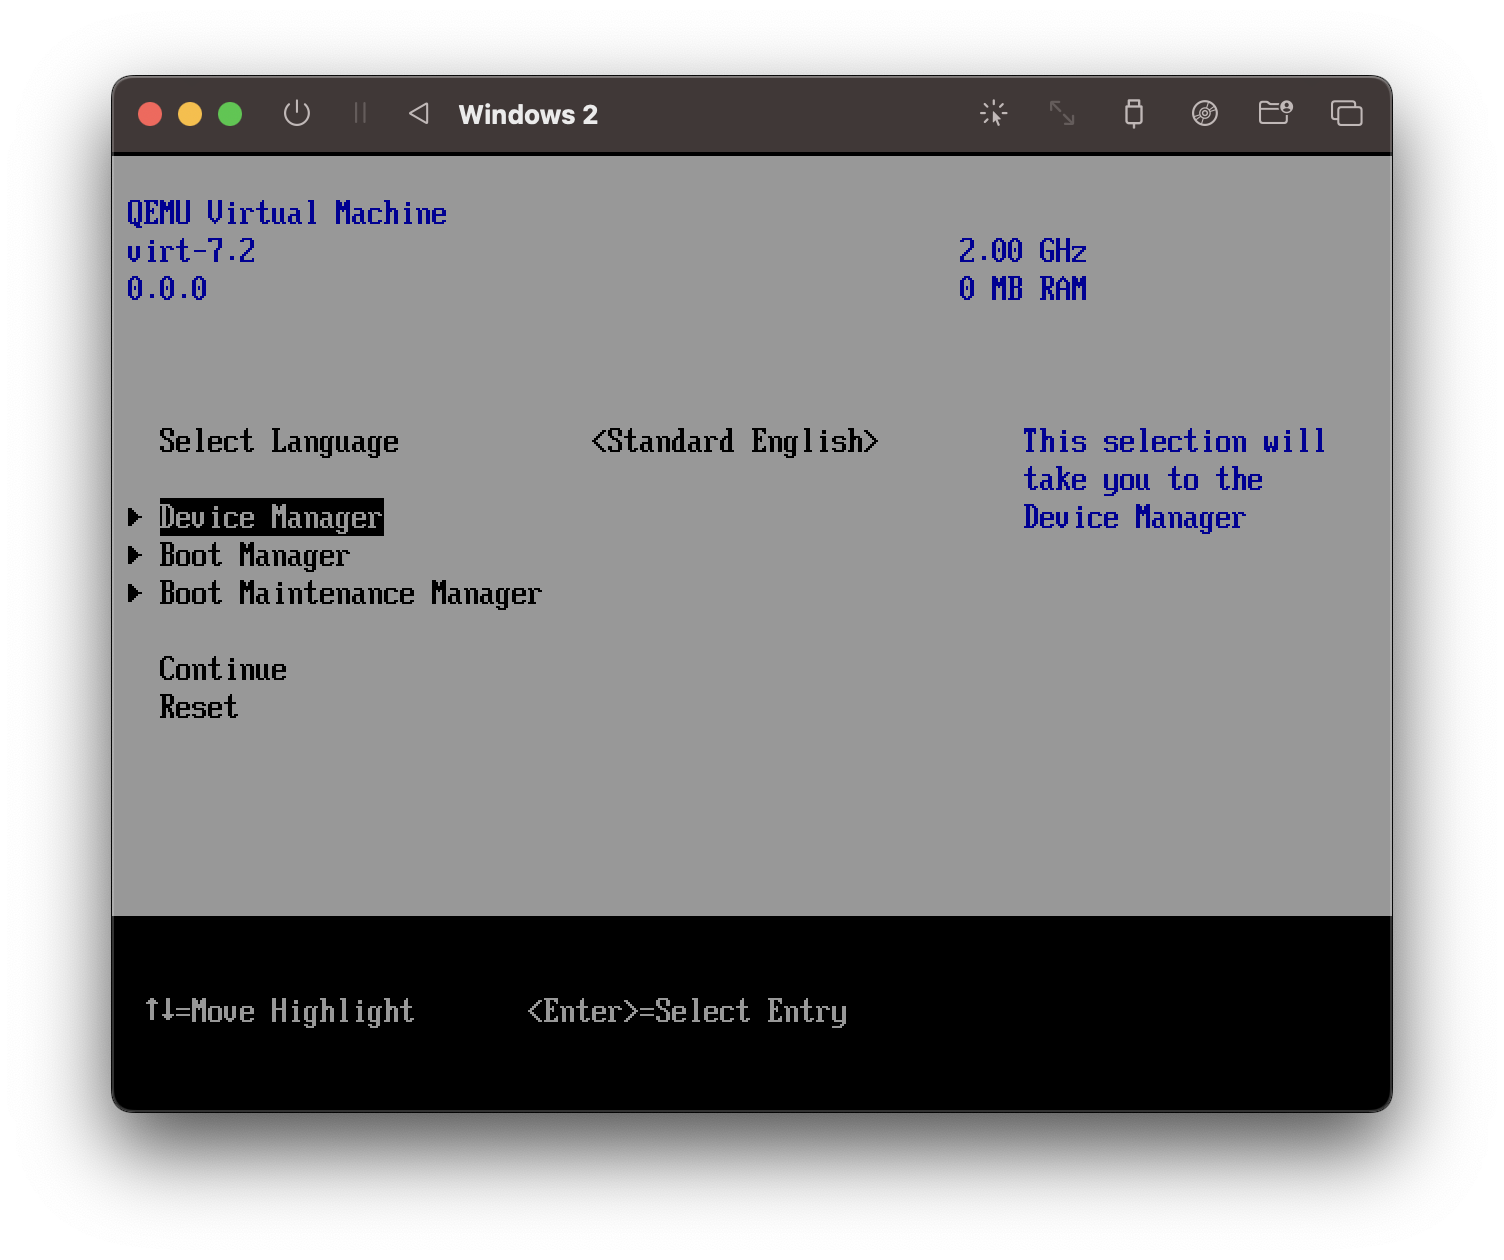 Windows 2
QEMU Virtual Machine
virt-7.2 2.00 GHz
0.0.0 0 MB RAM
Select Language <Standard English> This selection will
take you to the
Device Manager Device Manager
Boot Manager
Boot Maintenance Manager
Continue
Reset
↑↓=Move Highlight <Enter>=Select Entry